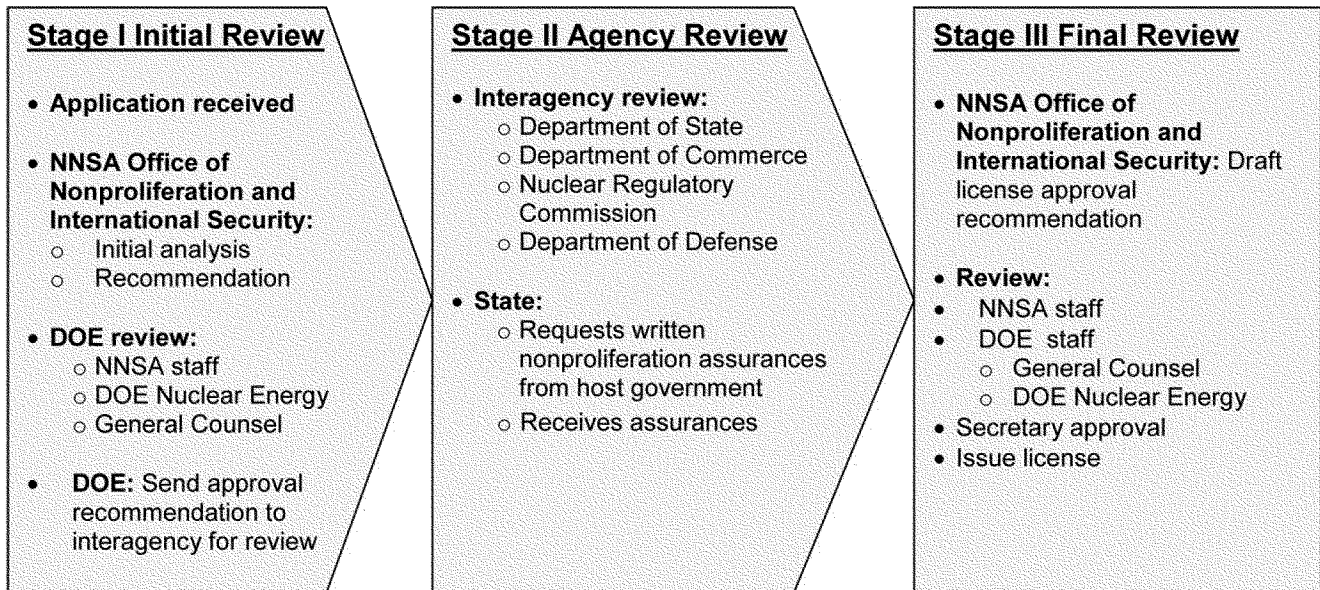 Stage I Initial Review
• Application received
• NNSA Office of
Nonproliferation and
International Security:
o Initial analysis
o Recommendation
• DOE review:
o NNSA staff
o DOE Nuclear Energy
o General Counsel
• DOE: Send approval
recommendation to
interagency for review
Stage II Agency Review
• Interagency review:
o Department of State
o Department of Commerce
o Nuclear Regulatory
Commission
o Department of Defense
• State:
o Requests written
nonproliferation assurances
from host government
o Receives assurances
Stage III Final Review
• NNSA Office of
Nonproliferation and
International Security: Draft
license approval
recommendation
• Review:
• NNSA staff
• DOE staff
o General Counsel
o DOE Nuclear Energy
• Secretary approval
• Issue license